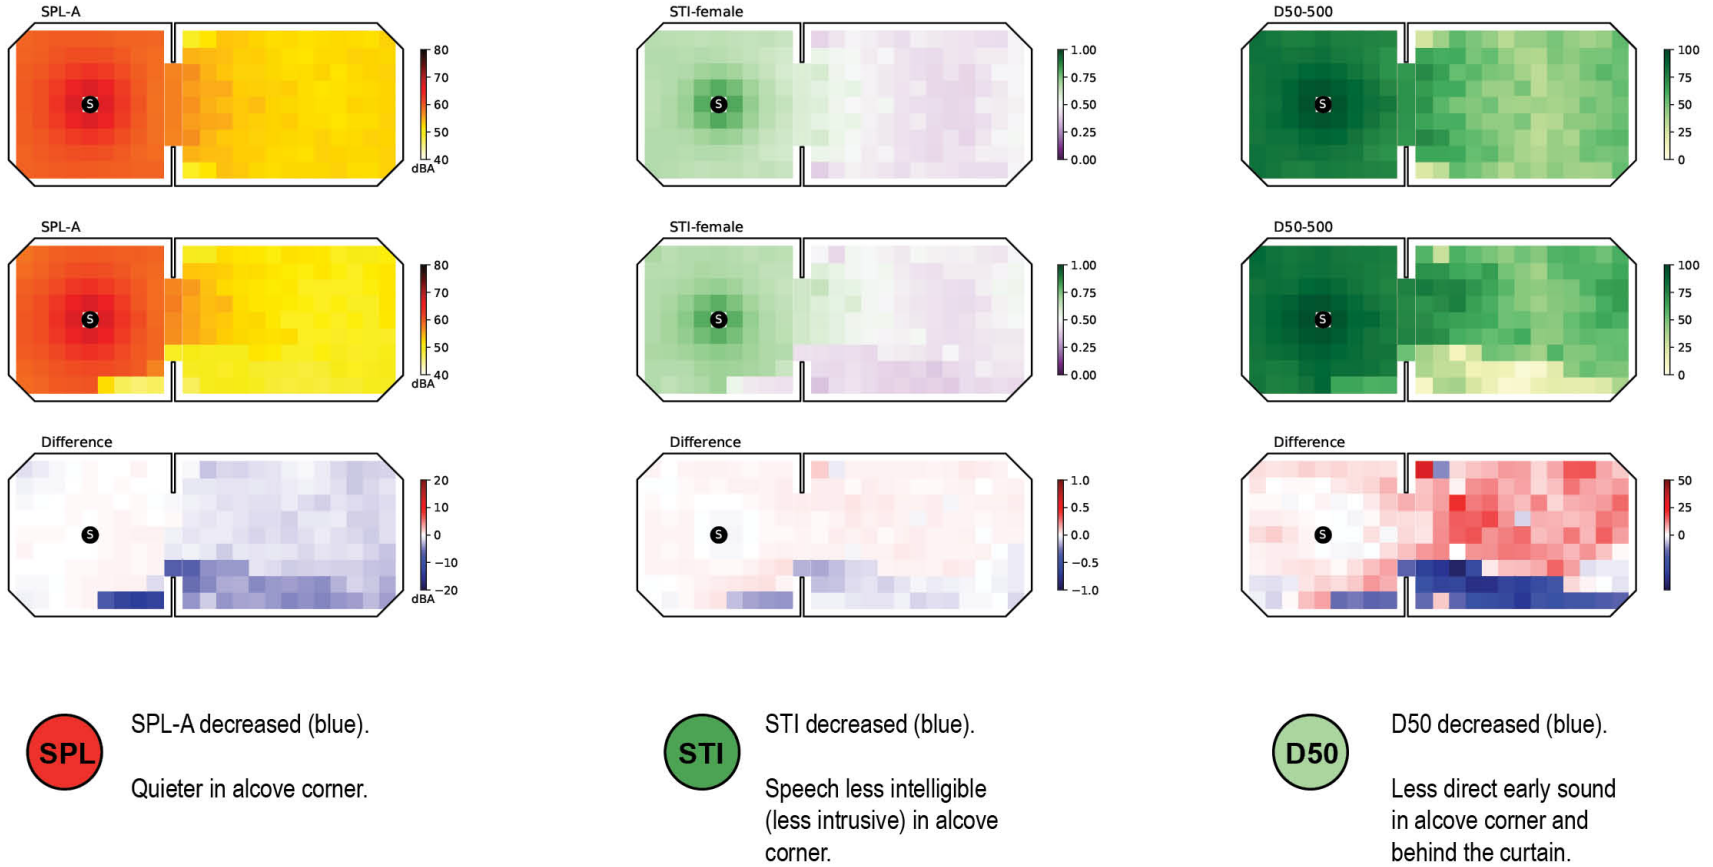 SPL-A
STI-female
D50-500
S
80
70
60
50
40
dBA
S
1.00
0.75
0.50
0.25
0.00
S
100
75
50
25
0
SPL-A
STI-female
D50-500
S
80
70
60
50
40
dBA
S
1.00
0.75
0.50
0.25
0.00
S
100
75
50
25
0
Difference
Difference
Difference
S
20
10
0
−10
−20
dBA
S
1.0
0.5
0.0
−0.5
−1.0
S
50
25
0
SPL
SPL-A decreased (blue).
Quieter in alcove corner.
STI
STI decreased (blue).
Speech less intelligible
(less intrusive) in alcove
corner.
D50
D50 decreased (blue).
Less direct early sound
in alcove corner and
behind the curtain.